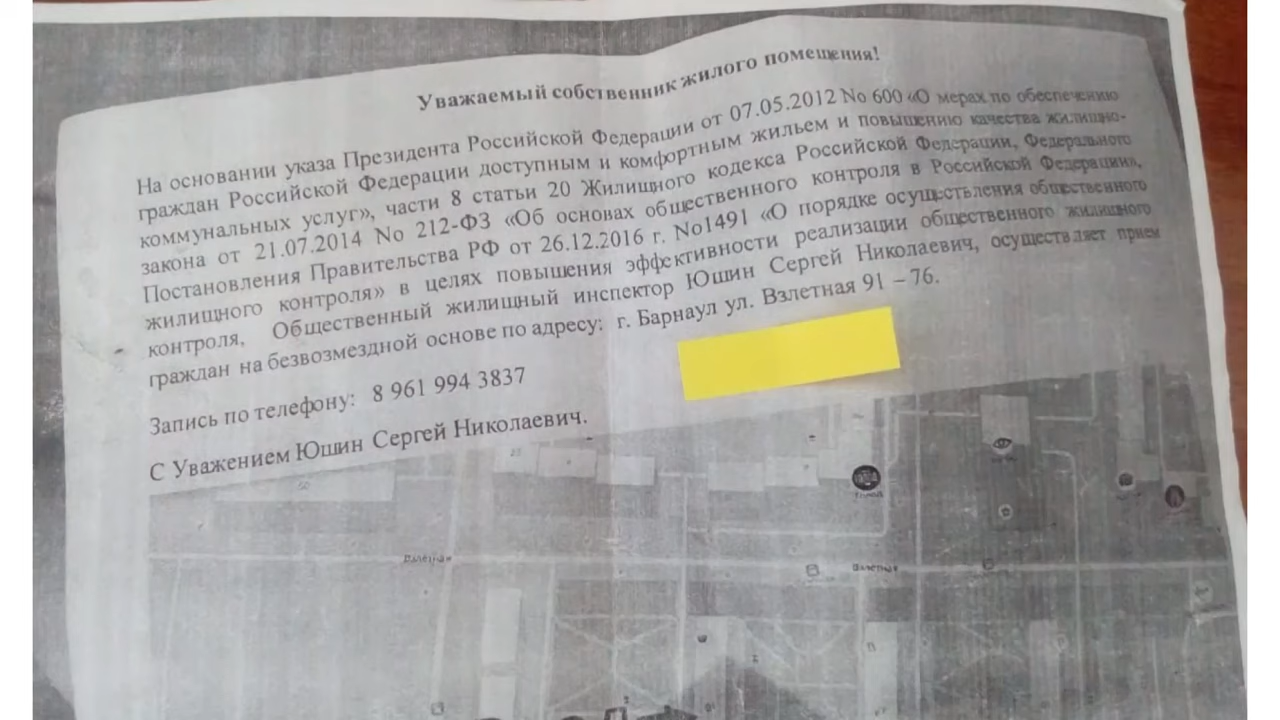 Уважаемый собственник жилого помещения!
На основании указа Президента Российской Федерации от 07.05.2012 No 600 «О мерах по обеспечению
граждан Российской Федерации доступным и комфортным жильем и повышению качества жилищно-
коммунальных услуг», части 8 статьи 20 Жилищного кодекса Российской Федерации, Федерального
закона от 21.07.2014 No 212-ФЗ «Об основах общественного контроля в Российской Федерации»,
Постановления Правительства РФ от 26.12.2016 г. No1491 «О порядке осуществления общественного
жилищного контроля» в целях повышения эффективности реализации общественного жилищного
контроля, Общественный жилищный инспектор Юшин Сергей Николаевич, осуществляет прием
граждан на безвозмездной основе по адресу: г. Барнаул ул. Взлетная 91 – 76.
Запись по телефону: 8 961 994 3837
С Уважением Юшин Сергей Николаевич.
Взлётная
Взлётная